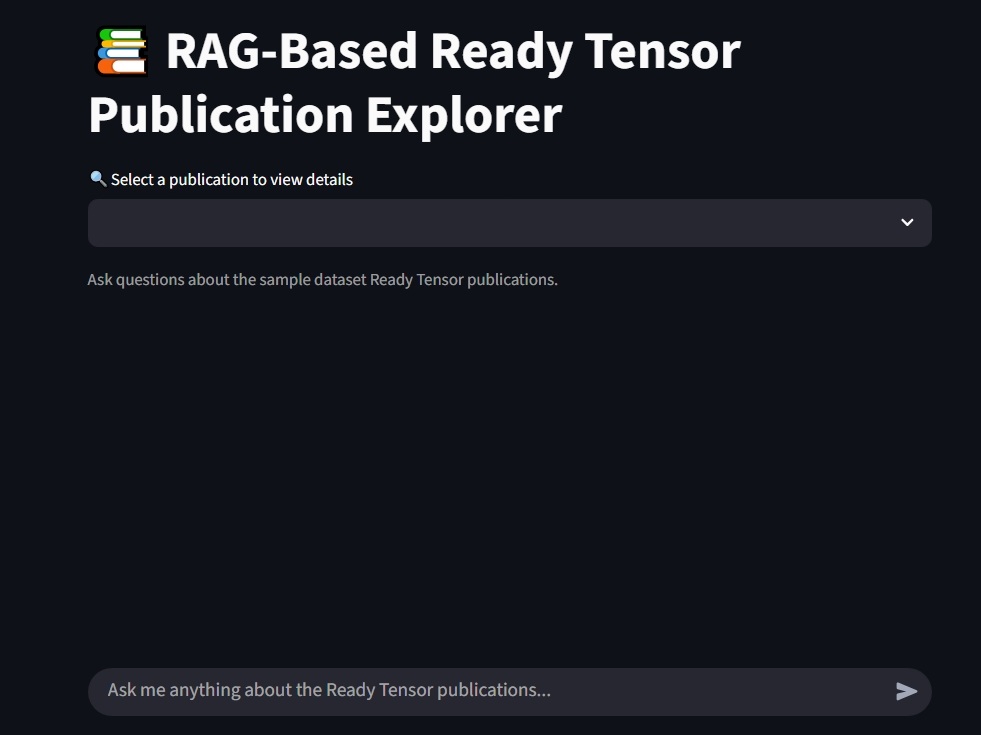 RAG-Based Ready Tensor
Publication Explorer
Select a publication to view details
Ask questions about the sample dataset Ready Tensor publications.
Ask me anything about the Ready Tensor publications...